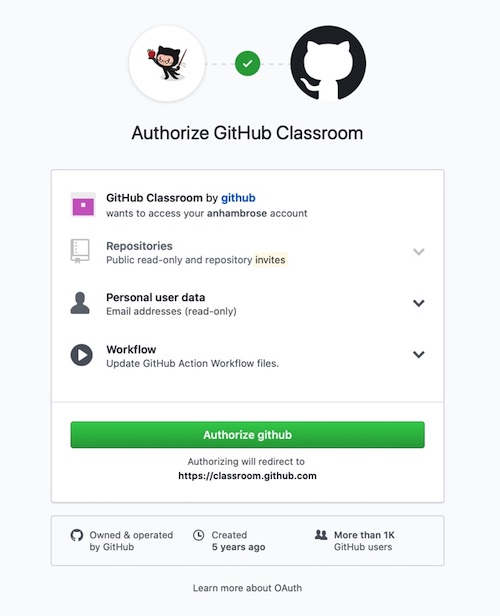 Authorize GitHub Classroom
GitHub Classroom by github
wants to access your anhambrose account
Repositories
Public read-only and repository invites
Personal user data
Email addresses (read-only)
Workflow
Update GitHub Action Workflow files.
Authorize github
Authorizing will redirect to
https://classroom.github.com
Owned & operated
by GitHub
Created
5 years ago
More than 1K
GitHub users
Learn more about OAuth